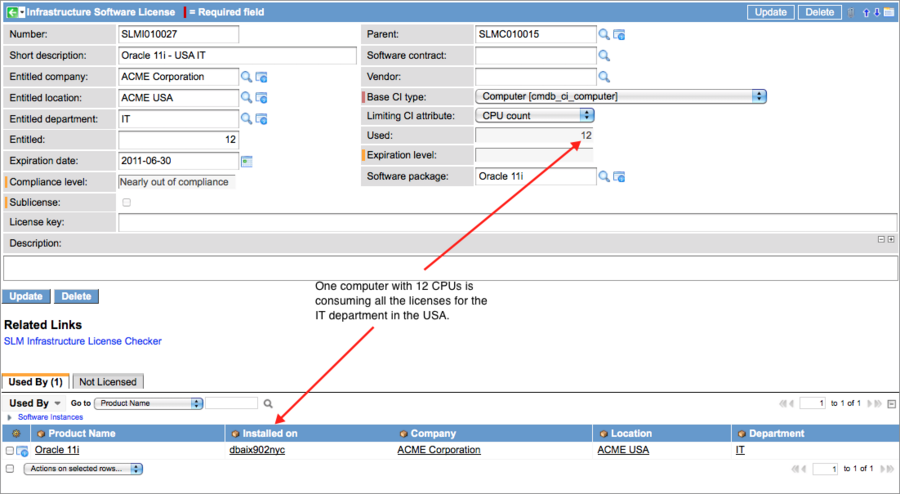 Infrastructure Software License = Required field Update Delete
Number: SLMI010027 Parent: SLMC010015
Short description: Oracle 11i - USA IT Software contract:
Entitled company: ACME Corporation Vendor:
Entitled location: ACME USA Base CI type: Computer [cmdb_ci_computer]
Entitled department: IT Limiting CI attribute: CPU count
Entitled: 12 Used: 12
Expiration date: 2011-06-30 Expiration level:
Compliance level: Nearly out of compliance Software package: Oracle 11i
Sublicense:
License key:
Description:
One computer with 12 CPUs is
consuming all the licenses for the
IT department in the USA.
Update Delete
Related Links
SLM Infrastructure License Checker
Used By (1) Not Licensed
Used By Go to Product Name 1 to 1 of 1
Software Instances
Product Name Installed on Company Location Department
Oracle 11i dbaix902nyc ACME Corporation ACME USA IT
Actions on selected rows... 1 to 1 of 1